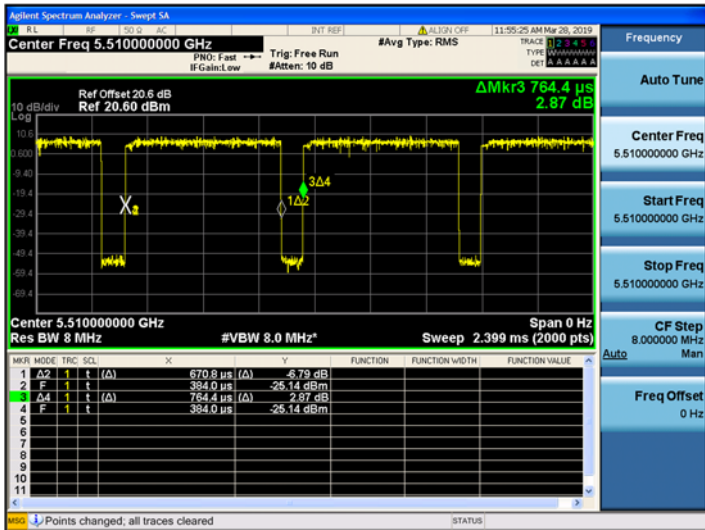 Agilent Spectrum Analyzer - Swept SA
RL RF 50 Ω AC INT REF ALIGN OFF 11:55:25 AM Mar 28, 2019
Center Freq 5.510000000 GHz
PNO: Fast
IFGain:Low
Trig: Free Run
#Atten: 10 dB
#Avg Type: RMS
TRACE 1 2 3 4 5 6
TYPE
DET A A A A A A
Ref Offset 20.6 dB
10 dB/div Ref 20.60 dBm
Log
ΔMkr3 764.4 µs
2.87 dB
10.6
0.600
-9.40
-19.4
-29.4
-39.4
-49.4
-59.4
-69.4
3Δ4
1Δ2
Center 5.510000000 GHz Span 0 Hz
Res BW 8 MHz #VBW 8.0 MHz* Sweep 2.399 ms (2000 pts)
MKR MODE TRC SCL X Y FUNCTION FUNCTION WIDTH FUNCTION VALUE
1 Δ2 1 t (Δ) 670.8 µs (Δ) -6.79 dB
2 F 1 t 384.0 µs -25.14 dBm
3 Δ4 1 t (Δ) 764.4 µs (Δ) 2.87 dB
4 F 1 t 384.0 µs -25.14 dBm
5
6
7
8
9
10
11
MSG Points changed; all traces cleared STATUS
Frequency
Auto Tune
Center Freq
5.510000000 GHz
Start Freq
5.510000000 GHz
Stop Freq
5.510000000 GHz
CF Step
8.000000 MHz
Auto Man
Freq Offset
0 Hz